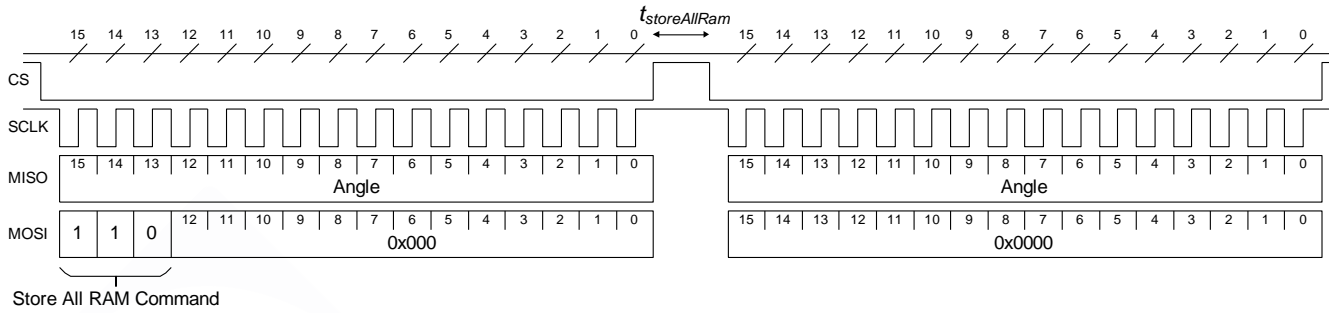 t storeAllRam
15 14 13 12 11 10 9 8 7 6 5 4 3 2 1 0 15 14 13 12 11 10 9 8 7 6 5 4 3 2 1 0
CS
SCLK
MISO 15 14 13 12 11 10 9 8 7 6 5 4 3 2 1 0 15 14 13 12 11 10 9 8 7 6 5 4 3 2 1 0
Angle Angle
MOSI 1 1 0 12 11 10 9 8 7 6 5 4 3 2 1 0 15 14 13 12 11 10 9 8 7 6 5 4 3 2 1 0
0x000 0x0000
Store All RAM Command